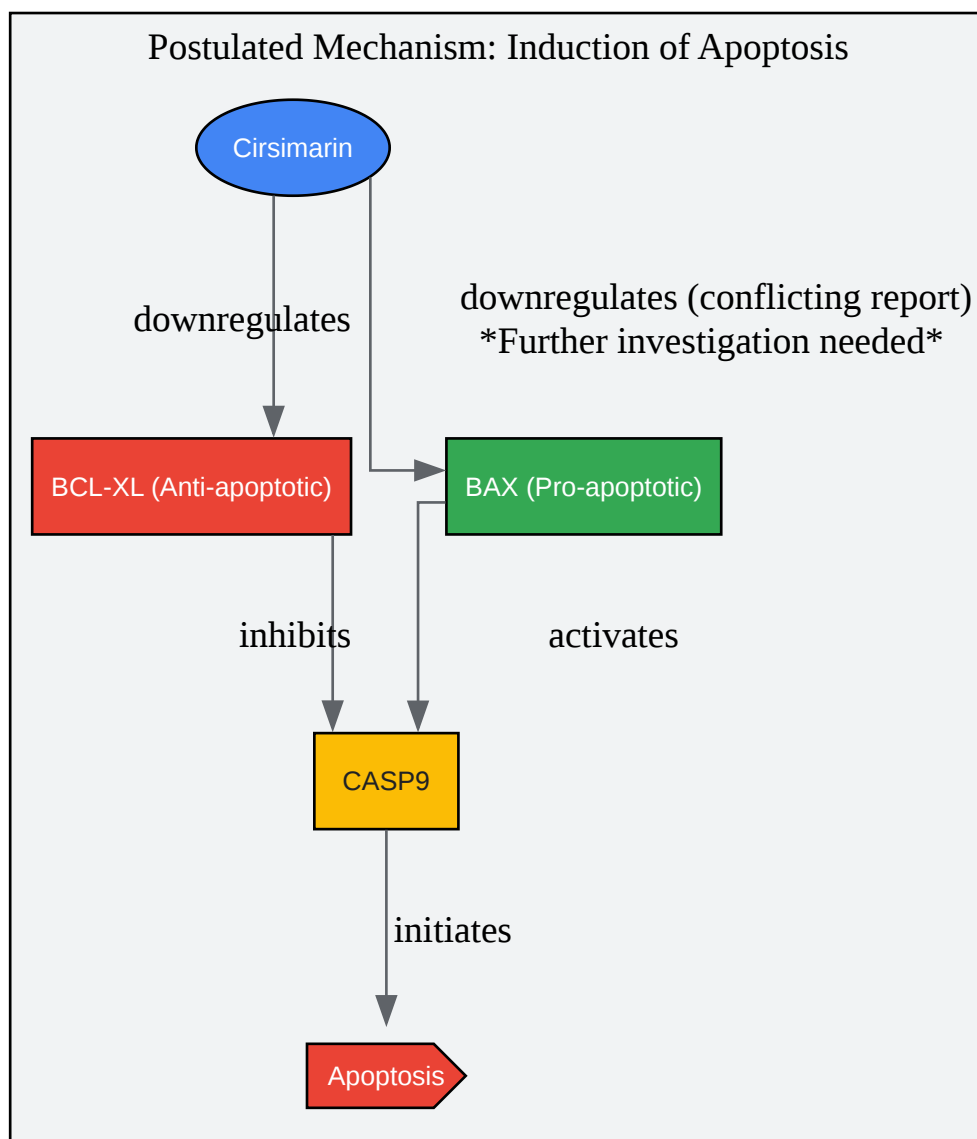 Postulated Mechanism: Induction of Apoptosis
Cirsimarin
downregulates
downregulates (conflicting report)
*Further investigation needed*
BCL-XL (Anti-apoptotic)
BAX (Pro-apoptotic)
inhibits
activates
CASP9
initiates
Apoptosis